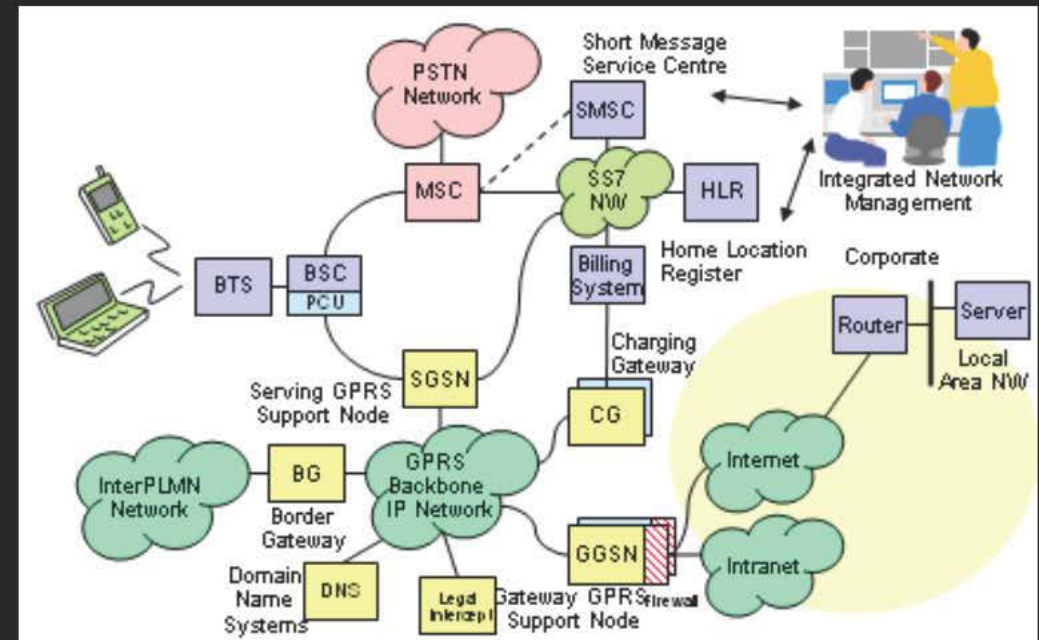 PSTN
Network
Short Message
Service Centre
SMSC
MSC
SS7
NW
HLR
Integrated Network
Management
BTS
BSC
PCU
Billing
System
Home Location
Register
Corporate
Router
Server
Local
Area NW
Charging
Gateway
SGSN
Serving GPRS
Support Node
CG
InterPLMN
Network
BG
Border
Gateway
GPRS
Backbone
IP Network
Internet
GGSN
Intranet
Domain
Name
Systems
DNS
Legal
Intercept
Gateway GPRS
Support Node
Firewall